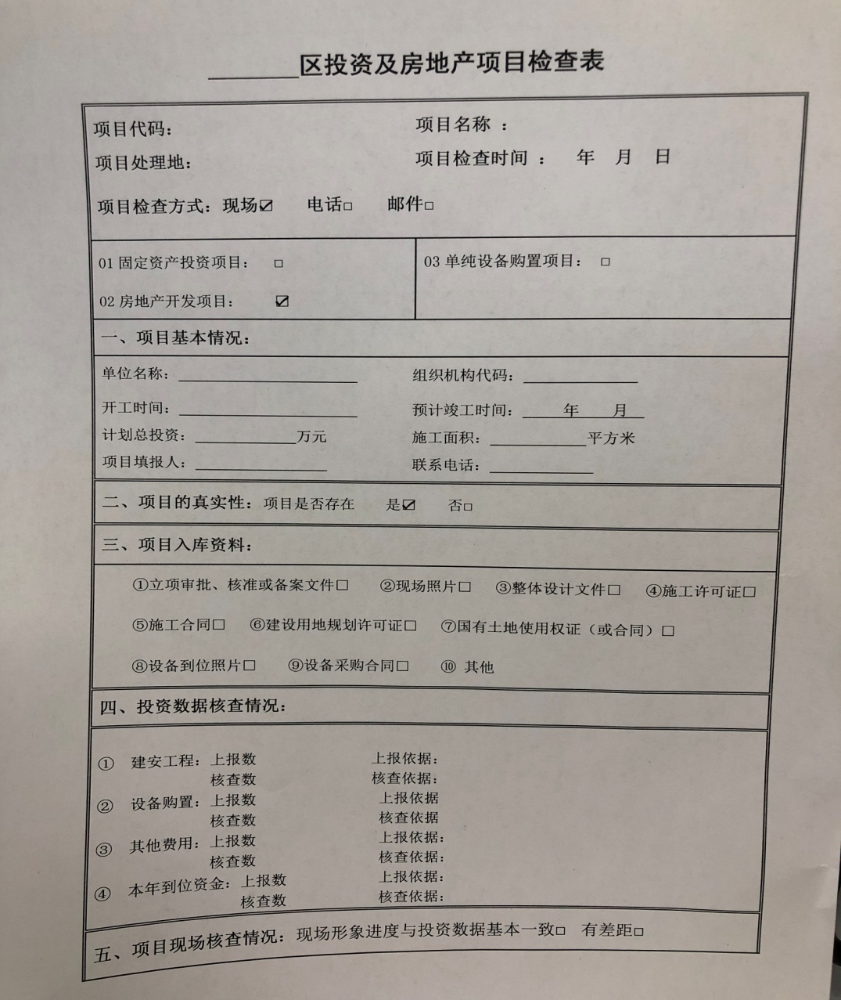 ______区投资及房地产项目检查表
项目代码： 项目名称 ：
项目处理地： 项目检查时间 ： 年 月 日
项目检查方式：现场☑ 电话□ 邮件□
01 固定资产投资项目： □ 03 单纯设备购置项目： □
02 房地产开发项目： ☑
一、项目基本情况：
单位名称：____________ 组织机构代码：________
开工时间：____________ 预计竣工时间：___年__月_
计划总投资：_______万元 施工面积：_______平方米
项目填报人：_________ 联系电话：_______
二、项目的真实性：项目是否存在 是☑ 否□
三、项目入库资料：
①立项审批、核准或备案文件□ ②现场照片□ ③整体设计文件□ ④施工许可证□
⑤施工合同□ ⑥建设用地规划许可证□ ⑦国有土地使用权证（或合同）□
⑧设备到位照片□ ⑨设备采购合同□ ⑩ 其他
四、投资数据核查情况：
① 建安工程：上报数 上报依据：
核查数 核查依据：
② 设备购置：上报数 上报依据
核查数 核查依据
③ 其他费用：上报数 上报依据：
核查数 核查依据：
④ 本年到位资金：上报数 上报依据：
核查数 核查依据：
五、项目现场核查情况：现场形象进度与投资数据基本一致□ 有差距□